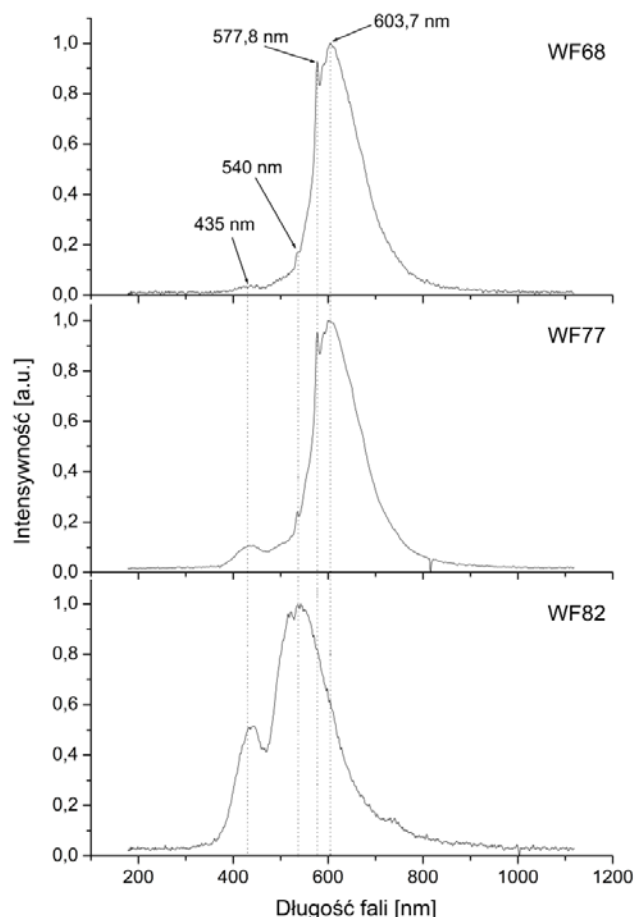 577,8 nm
603,7 nm
WF68
540 nm
435 nm
1,0
0,8
0,6
0,4
0,2
0,0
WF77
1,0
0,8
0,6
0,4
0,2
0,0
Intensywność [a.u.]
WF82
1,0
0,8
0,6
0,4
0,2
0,0
200 400 600 800 1000 1200
Długość fali [nm]